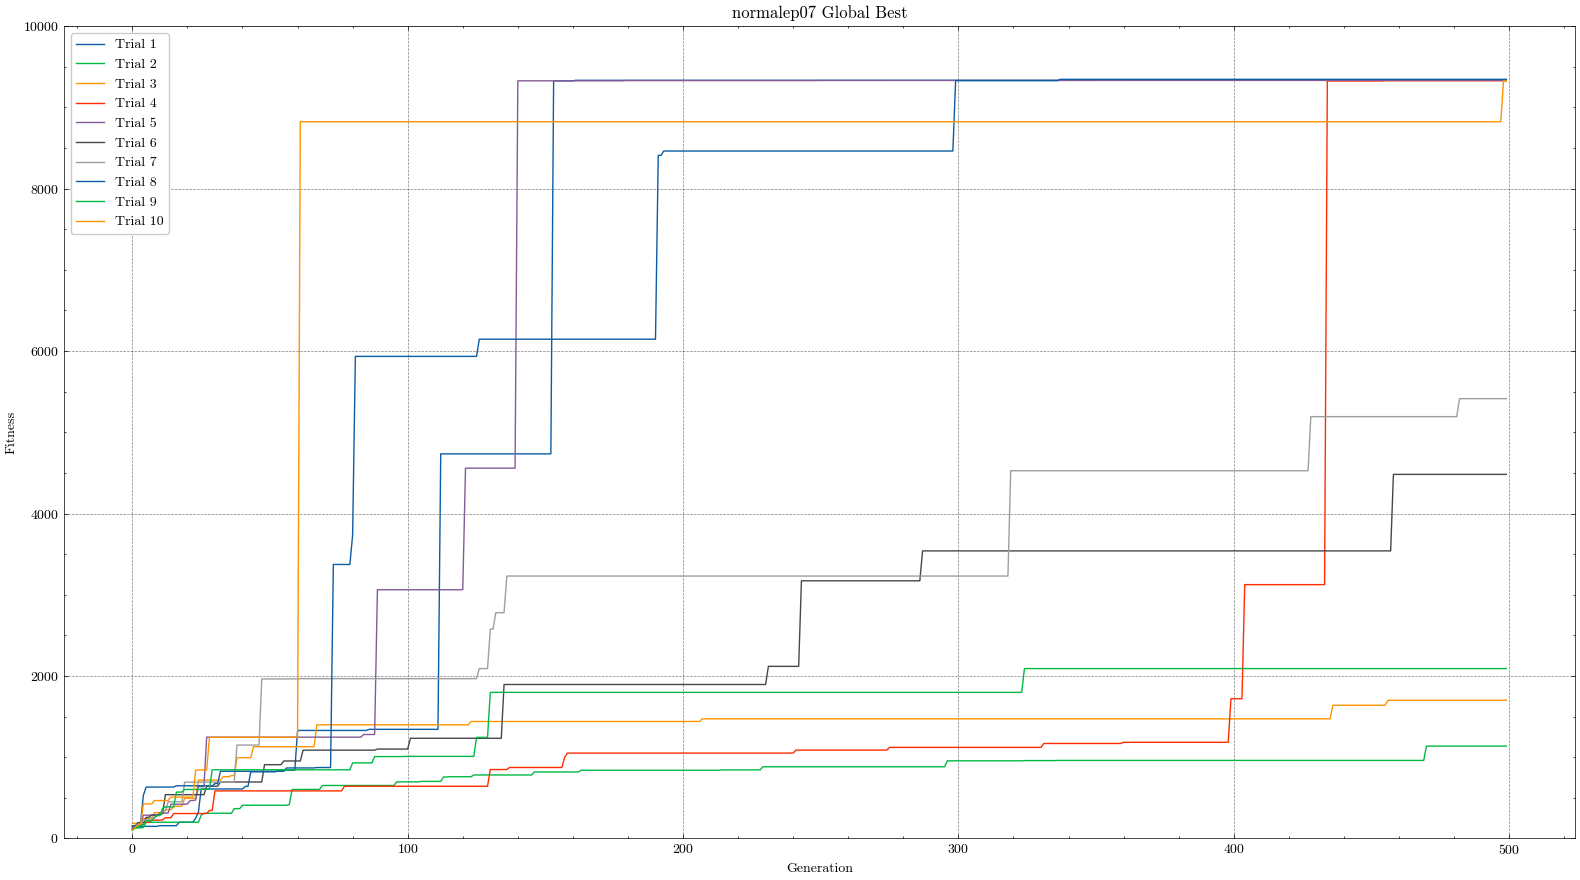 normalep07 Global Best
10000
8000
6000
4000
2000
0
Fitness
Trial 1
Trial 2
Trial 3
Trial 4
Trial 5
Trial 6
Trial 7
Trial 8
Trial 9
Trial 10
0 100 200 300 400 500
Generation